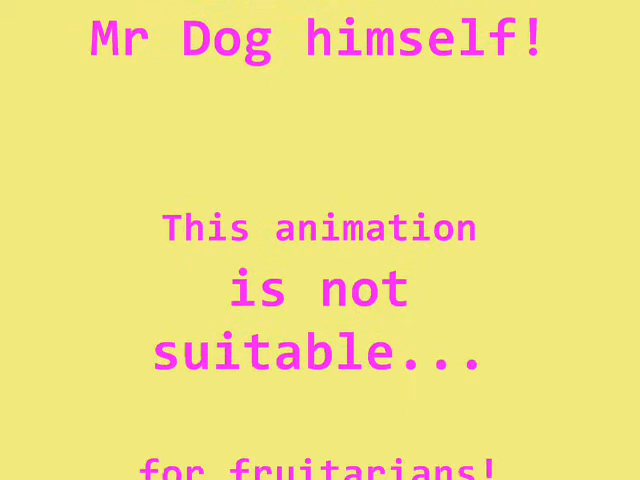 Mr Dog himself!
This animation
is not
suitable...
for fruitarians!